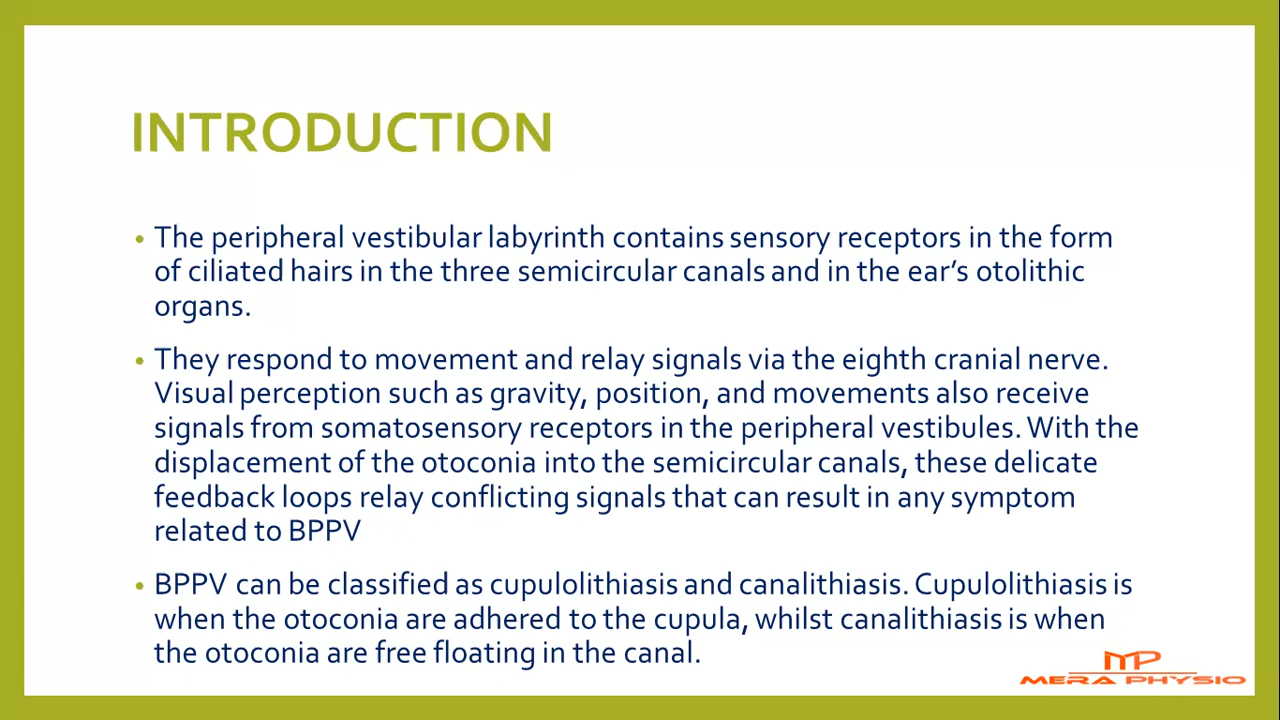 INTRODUCTION
• The peripheral vestibular labyrinth contains sensory receptors in the form
of ciliated hairs in the three semicircular canals and in the ear's otolithic
organs.
• They respond to movement and relay signals via the eighth cranial nerve.
Visual perception such as gravity, position, and movements also receive
signals from somatosensory receptors in the peripheral vestibules. With the
displacement of the otoconia into the semicircular canals, these delicate
feedback loops relay conflicting signals that can result in any symptom
related to BPPV
• BPPV can be classified as cupulolithiasis and canalithiasis. Cupulolithiasis is
when the otoconia are adhered to the cupula, whilst canalithiasis is when
the otoconia are free floating in the canal.
MP
MERA PHYSIO